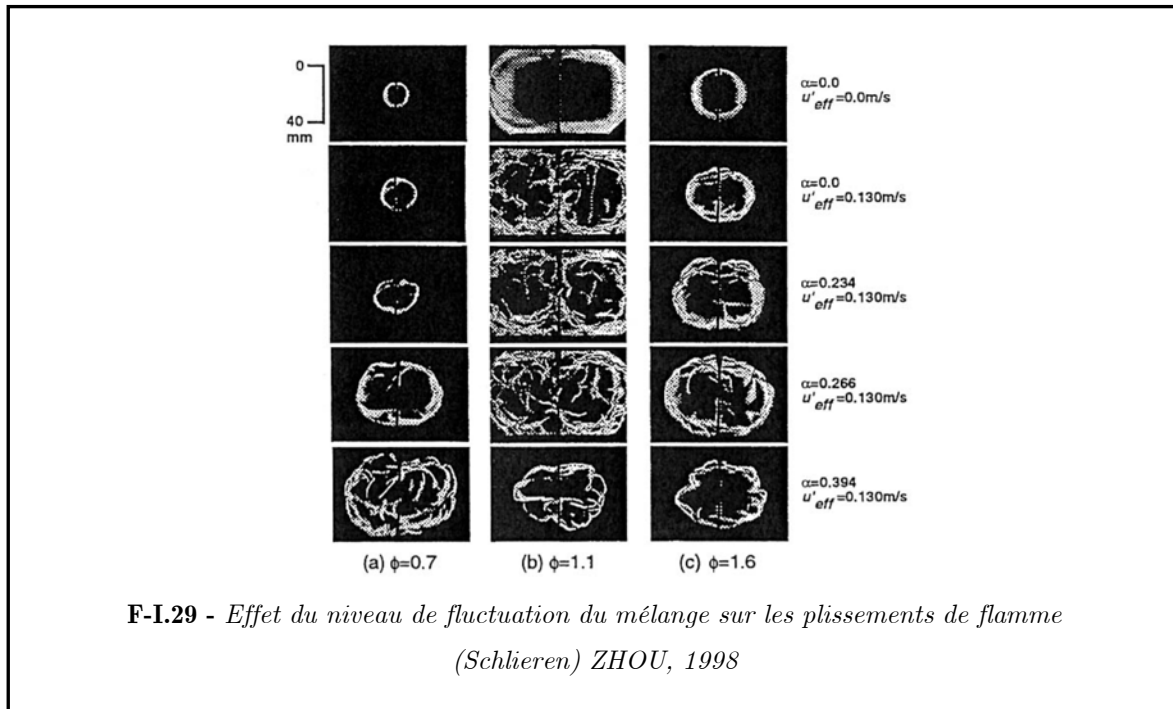 0
40
mm
α=0.0
u'eff=0.0m/s
α=0.0
u'eff=0.130m/s
α=0.234
u'eff=0.130m/s
α=0.266
u'eff=0.130m/s
α=0.394
u'eff=0.130m/s
(a) ϕ=0.7 (b) ϕ=1.1 (c) ϕ=1.6
F-I.29 - Effet du niveau de fluctuation du mélange sur les plissements de flamme
(Schlieren) ZHOU, 1998